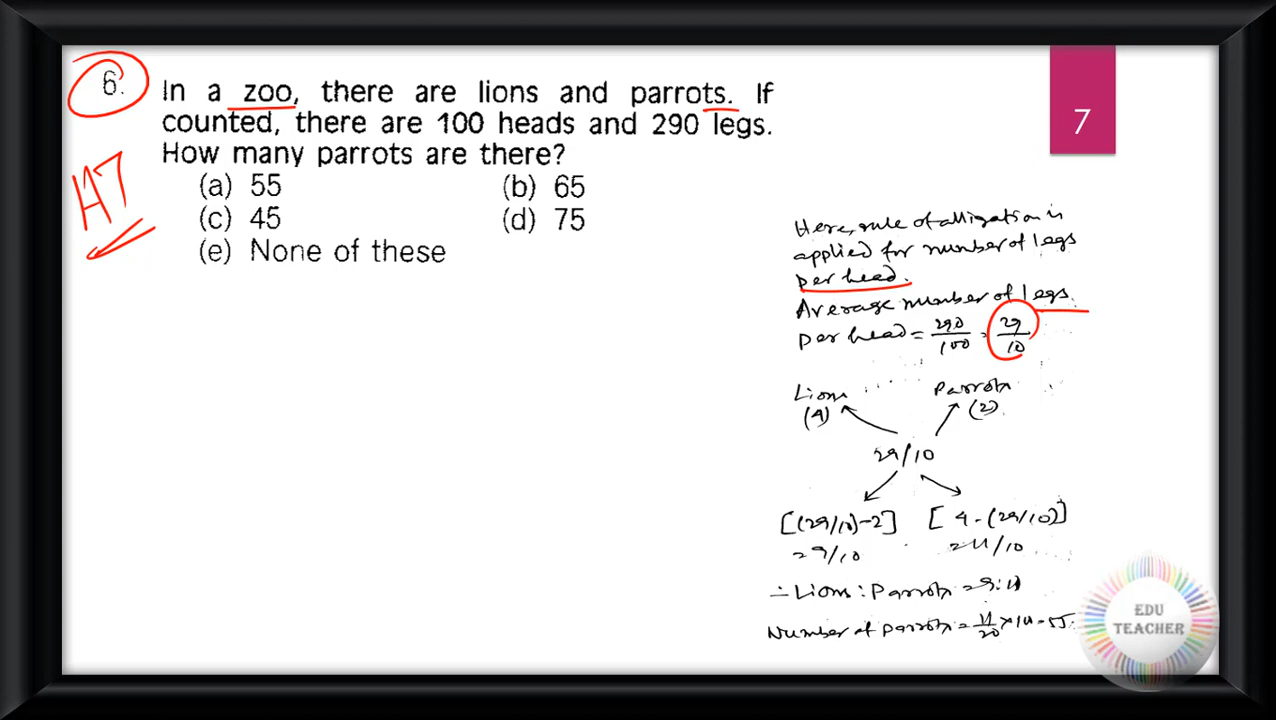 6.
In a zoo, there are lions and parrots. If
counted, there are 100 heads and 290 legs.
How many parrots are there?
(a) 55 (b) 65
(c) 45 (d) 75
(e) None of these
7
Here, rule of alligation is
applied for number of legs
per head.
Average number of legs
per head = 290/100 = 29/10
Lions Parrots
(4) (2)
29/10
[(29/10)-2] [4-(29/10)]
=9/10 =11/10
∴ Lions : Parrots = 9:11
Number of parrots = 11/20 × = 55.
EDU
TEACHER